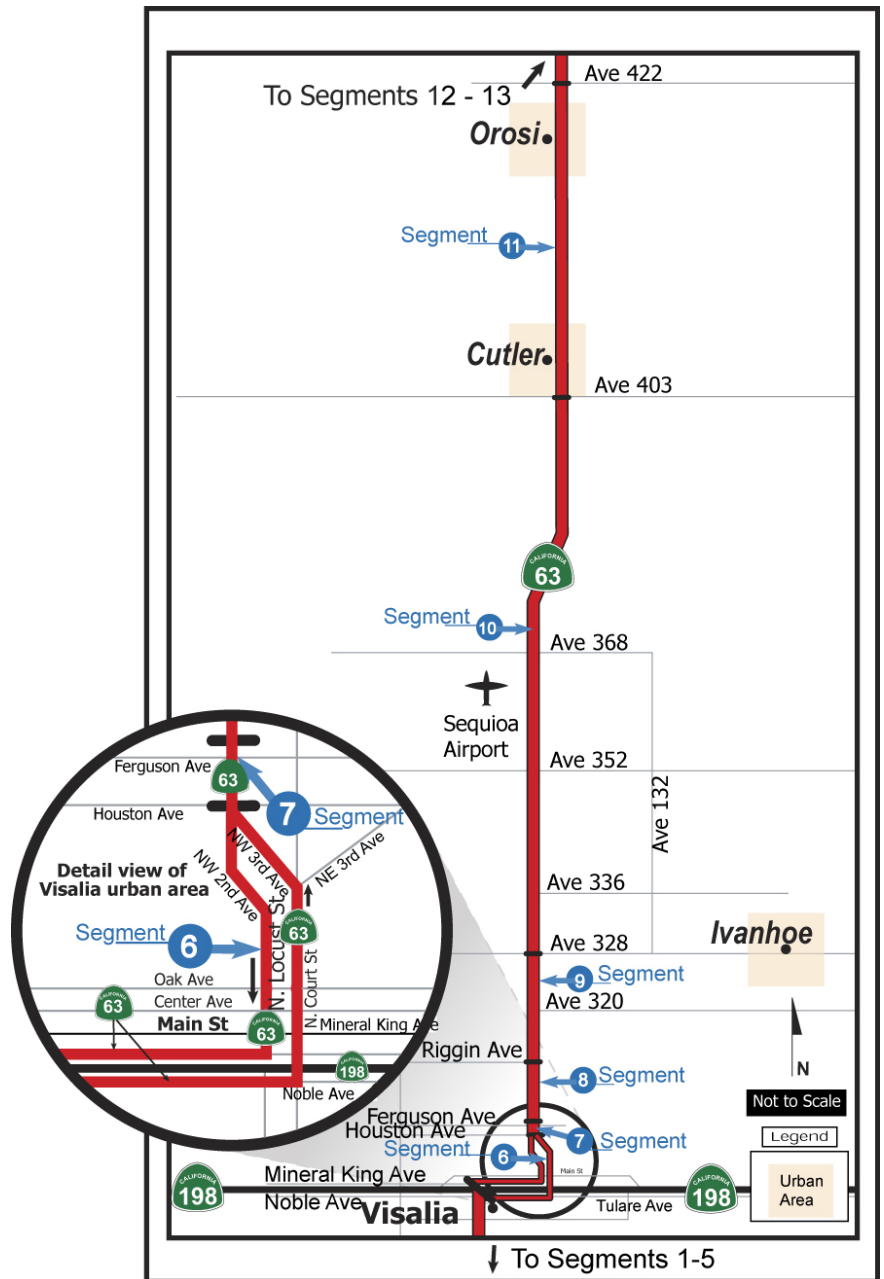 Ave 422
To Segments 12 - 13
Orosi
Segment
11
Cutler
Ave 403
CALIFORNIA
63
Segment
10
Ave 368
Sequioa
Airport
Ave 352
Ave 132
Ave 336
Ivanhoe
Ave 328
9
Segment
Ave 320
N
Riggin Ave
8
Segment
Not to Scale
Legend
Urban
Area
Ferguson Ave
Houston Ave
7
Segment
Segment
6
Main St
Mineral King Ave
CALIFORNIA
198
CALIFORNIA
198
Noble Ave
Visalia
Tulare Ave
To Segments 1-5
Ferguson Ave
CALIFORNIA
63
Houston Ave
7
Segment
NW 3rd Ave
NE 3rd Ave
Detail view of
Visalia urban area
NW 2nd Ave
N. Locust St
CALIFORNIA
63
Segment
6
N. Court St
Oak Ave
Center Ave
CALIFORNIA
63
Main St
CALIFORNIA
63
Mineral King Ave
CALIFORNIA
198
Noble Ave